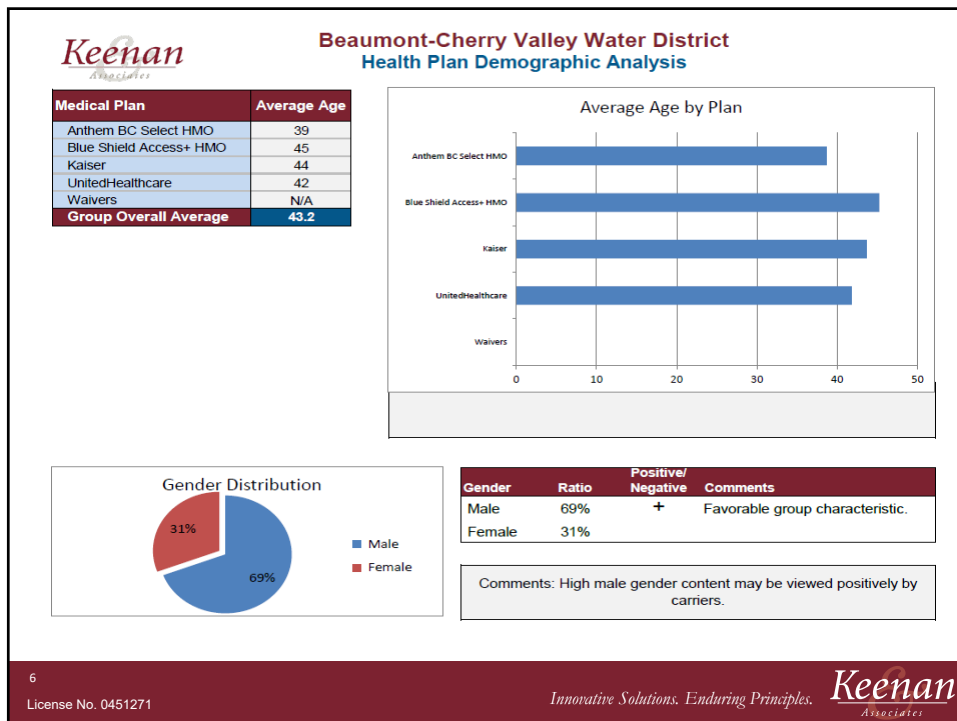 Keenan
& Associates
Beaumont-Cherry Valley Water District
Health Plan Demographic Analysis
Medical Plan Average Age
Anthem BC Select HMO 39
Blue Shield Access+ HMO 45
Kaiser 44
UnitedHealthcare 42
Waivers N/A
Group Overall Average 43.2
Average Age by Plan
Anthem BC Select HMO
Blue Shield Access+ HMO
Kaiser
UnitedHealthcare
Waivers
0 10 20 30 40 50
Gender Distribution
31%
69%
Male
Female
Gender Ratio Positive/
Negative Comments
Male 69% + Favorable group characteristic.
Female 31%
Comments: High male gender content may be viewed positively by
carriers.
6
License No. 0451271
Innovative Solutions. Enduring Principles.
Keenan
& Associates